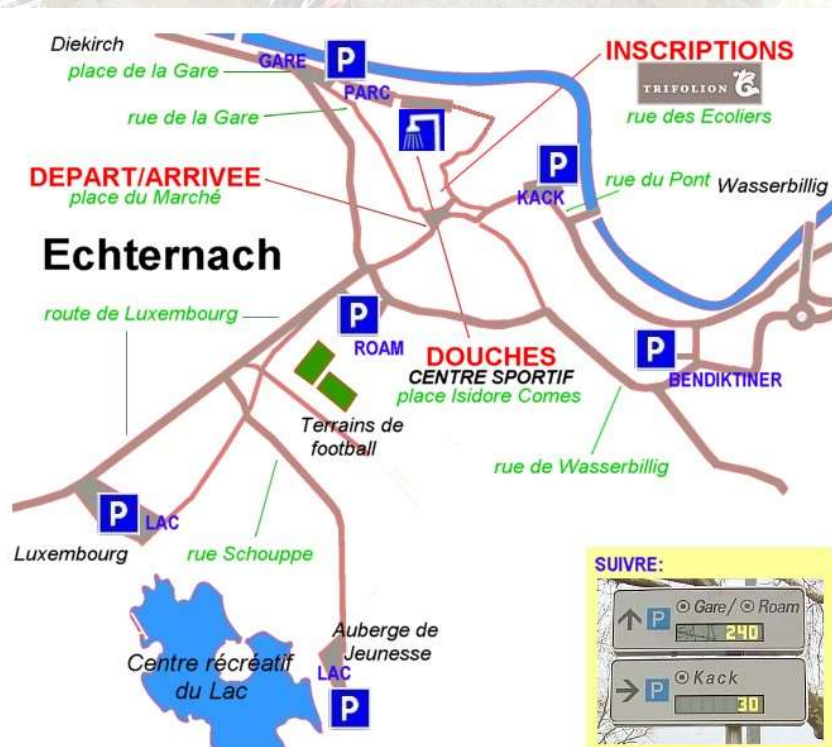 Diekirch
GARE
P
INSCRIPTIONS
place de la Gare
PARC
TRIFOLION
rue de la Gare
rue des Ecoliers
DEPART/ARRIVEE
place du Marché
P
KACK
rue du Pont
Wasserbillig
Echternach
route de Luxembourg
P
ROAM
DOUCHES
CENTRE SPORTIF
place Isidore Comes
P
BENDIKTINER
Terrains de
football
rue de Wasserbillig
P
LAC
Luxembourg
rue Schouppe
Auberge de
Jeunesse
Centre récréatif
du Lac
LAC
P
SUIVRE:
P Gare/ Roam
240
P Kack
30